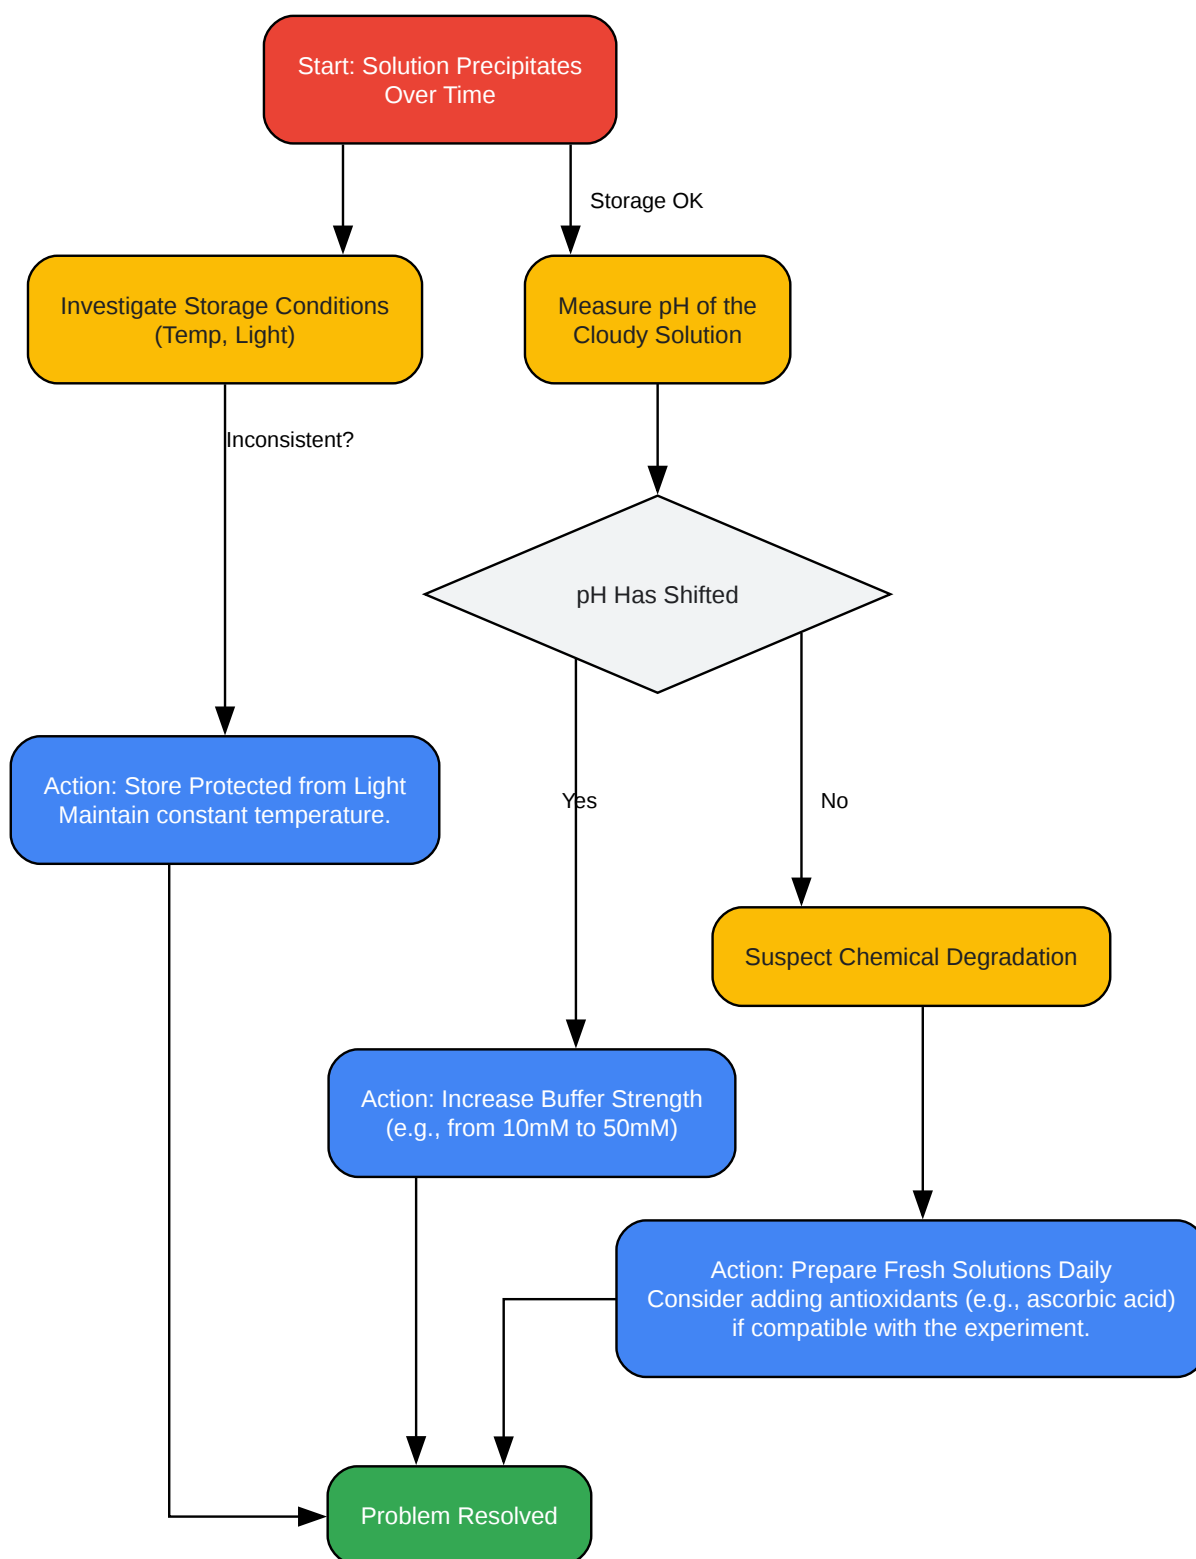 Start: Solution Precipitates
Over Time
Storage OK
Investigate Storage Conditions
(Temp, Light)
Measure pH of the
Cloudy Solution
Inconsistent?
pH Has Shifted
Action: Store Protected from Light
Maintain constant temperature.
Yes
No
Suspect Chemical Degradation
Action: Increase Buffer Strength
(e.g., from 10mM to 50mM)
Action: Prepare Fresh Solutions Daily
Consider adding antioxidants (e.g., ascorbic acid)
if compatible with the experiment.
Problem Resolved